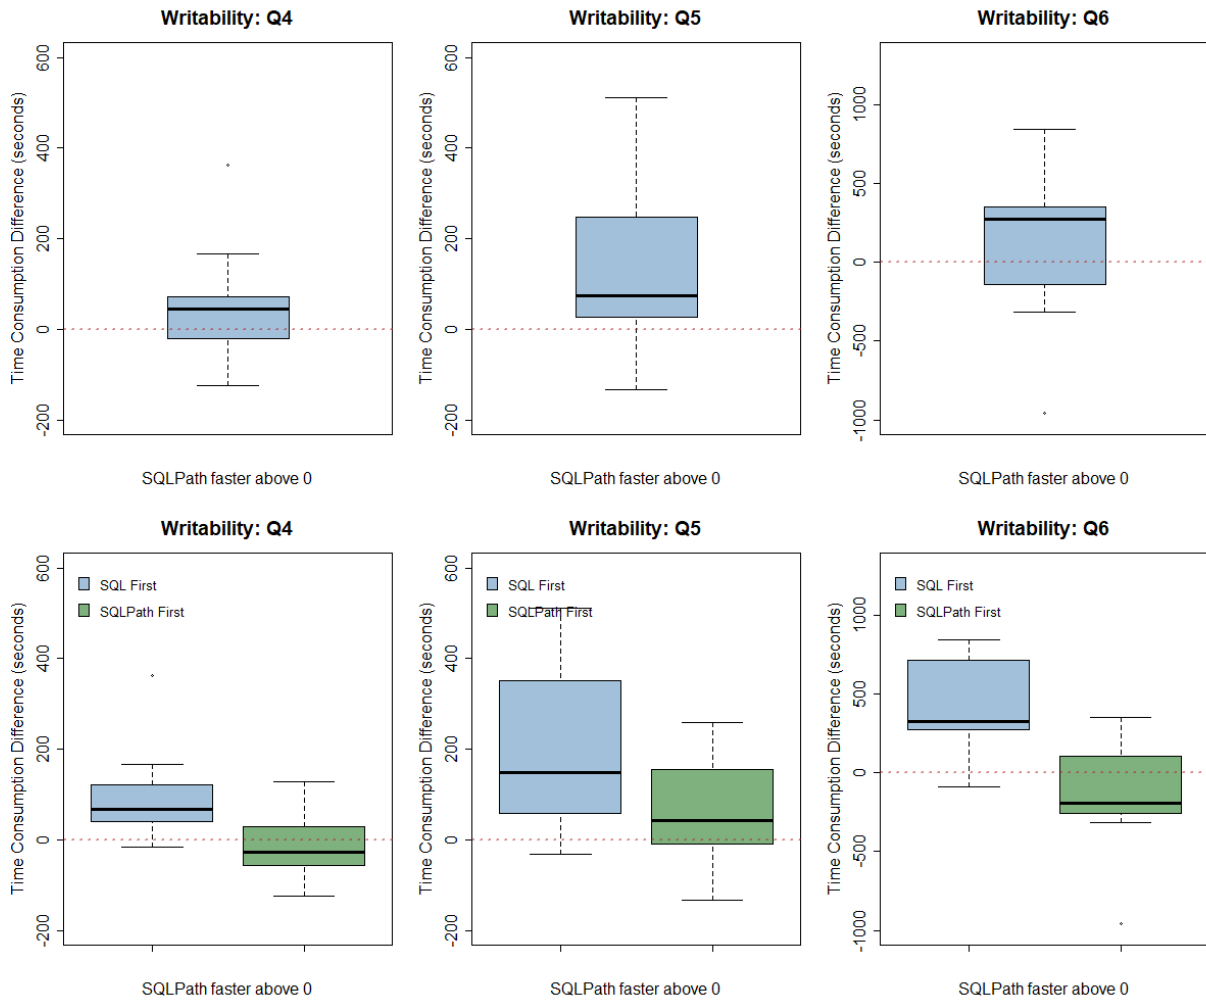 Writability: Q4
Time Consumption Difference (seconds)
600
400
200
0
-200
SQLPath faster above 0
Writability: Q5
Time Consumption Difference (seconds)
600
400
200
0
-200
SQLPath faster above 0
Writability: Q6
Time Consumption Difference (seconds)
1000
500
0
-500
-1000
SQLPath faster above 0
Writability: Q4
Time Consumption Difference (seconds)
600
400
200
0
-200
SQL First
SQLPath First
SQLPath faster above 0
Writability: Q5
Time Consumption Difference (seconds)
600
400
200
0
-200
SQL First
SQLPath First
SQLPath faster above 0
Writability: Q6
Time Consumption Difference (seconds)
1000
500
0
-500
-1000
SQL First
SQLPath First
SQLPath faster above 0